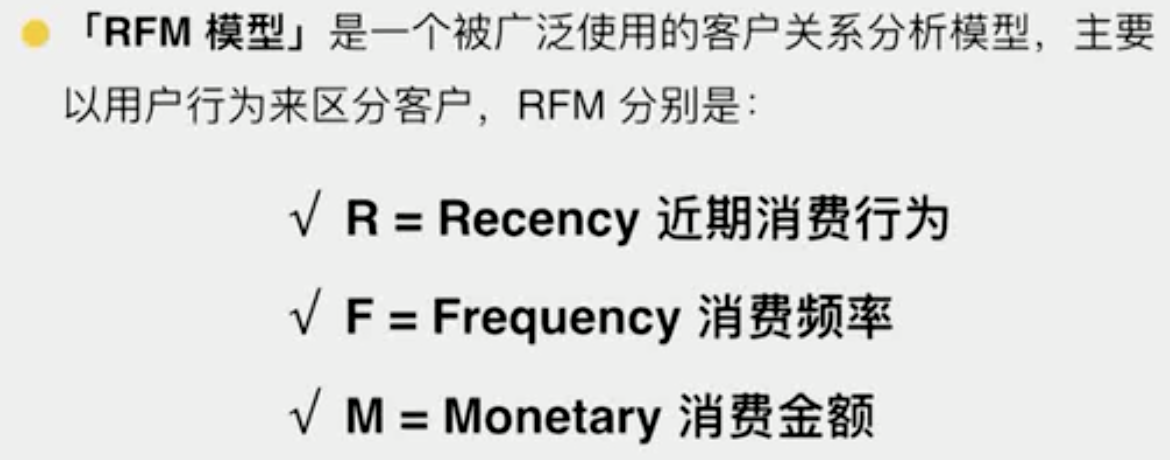 「RFM 模型」是一个被广泛使用的客户关系分析模型，主要
以用户行为来区分客户，RFM 分别是：
√ R = Recency 近期消费行为
√ F = Frequency 消费频率
√ M = Monetary 消费金额